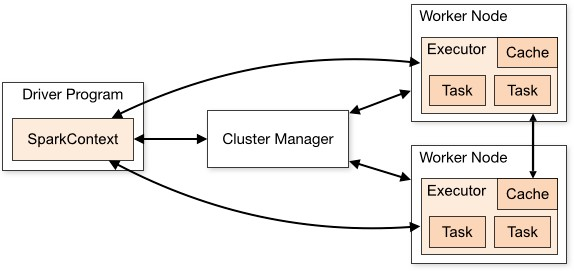 Driver Program
SparkContext
Cluster Manager
Worker Node
Executor
Cache
Task
Task
Worker Node
Executor
Cache
Task
Task